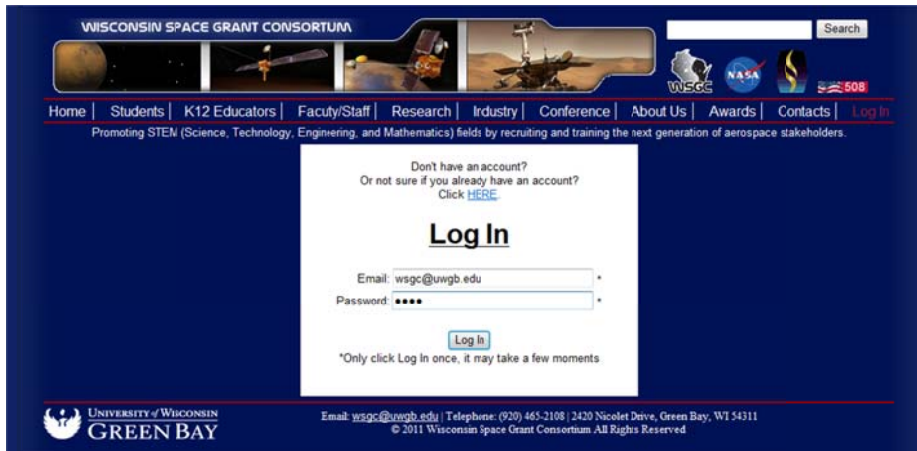 WISCONSIN SPACE GRANT CONSORTIUM
Search
WSGC
NASA
508
Home | Students | K12 Educators | Facuty/Staff | Research | Industry | Conference | About Us | Awards | Contacts | Log In
Promoting STEM (Science, Technology, Enginering, and Mathematics) fields by recruiting and training the next generation of aerospace stakeholders.
Don't have an account?
Or not sure if you already have an account?
Click HERE.
Log In
Email: wsgc@uwgb.edu *
Password: •••• *
Log In
*Only click Log In once, it may take a few moments
UNIVERSITY of WISCONSIN
GREEN BAY
Email: wsgc@uwgb.edu | Telephone: (920) 465-2108 | 2420 Nicolet Drive, Green Bay, WI 54311
© 2011 Wisconsin Space Grant Consortium All Rights Reserved